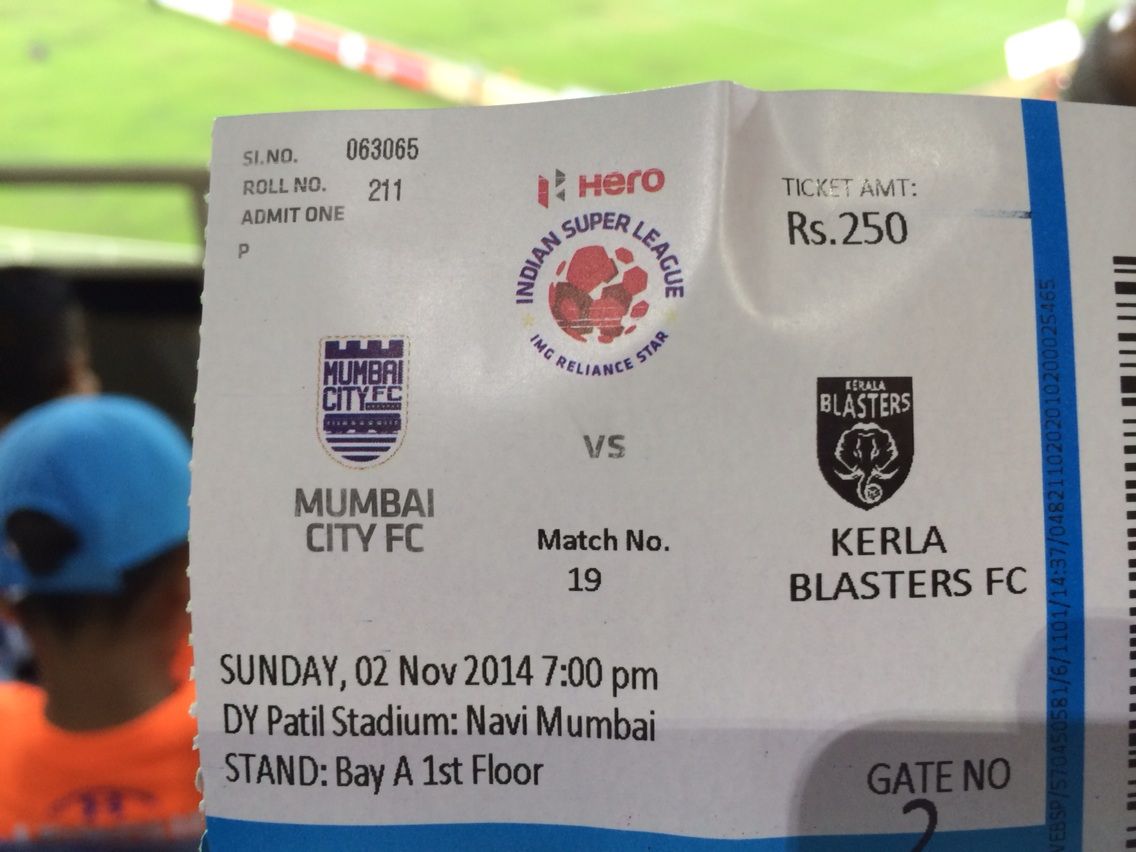 SI.NO. 063065
ROLL NO. 211
ADMIT ONE
P
HERO
INDIAN SUPER LEAGUE
IMG RELIANCE STAR
TICKET AMT:
Rs.250
MUMBAI
CITY FC
MUMBAI
CITY FC
VS
KERALA
BLASTERS
KERLA
BLASTERS FC
Match No.
19
SUNDAY, 02 Nov 2014 7:00 pm
DY Patil Stadium: Navi Mumbai
STAND: Bay A 1st Floor
GATE NO
2